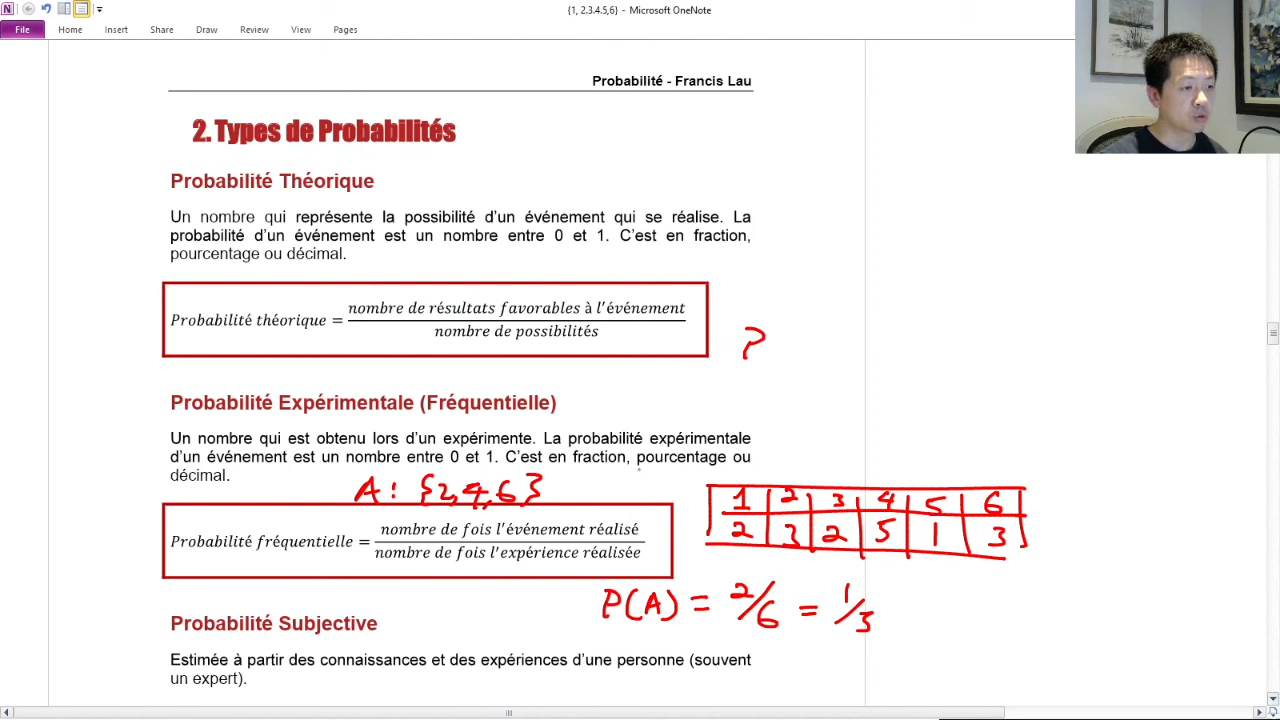 {1, 2.3.4.5,6} - Microsoft OneNote
File Home Insert Share Draw Review View Pages
Probabilité - Francis Lau
2. Types de Probabilités
Probabilité Théorique
Un nombre qui représente la possibilité d'un événement qui se réalise. La
probabilité d'un événement est un nombre entre 0 et 1. C'est en fraction,
pourcentage ou décimal.
Probabilité théorique = nombre de résultats favorables à l'événement
nombre de possibilités
Probabilité Expérimentale (Fréquentielle)
Un nombre qui est obtenu lors d'un expérimente. La probabilité expérimentale
d'un événement est un nombre entre 0 et 1. C'est en fraction, pourcentage ou
décimal.
A : {2,4,6}
1 2 3 4 5 6
2 3 2 5 1 3
Probabilité fréquentielle = nombre de fois l'événement réalisé
nombre de fois l'expérience réalisée
P(A) = 2/6 = 1/3
Probabilité Subjective
Estimée à partir des connaissances et des expériences d'une personne (souvent
un expert).